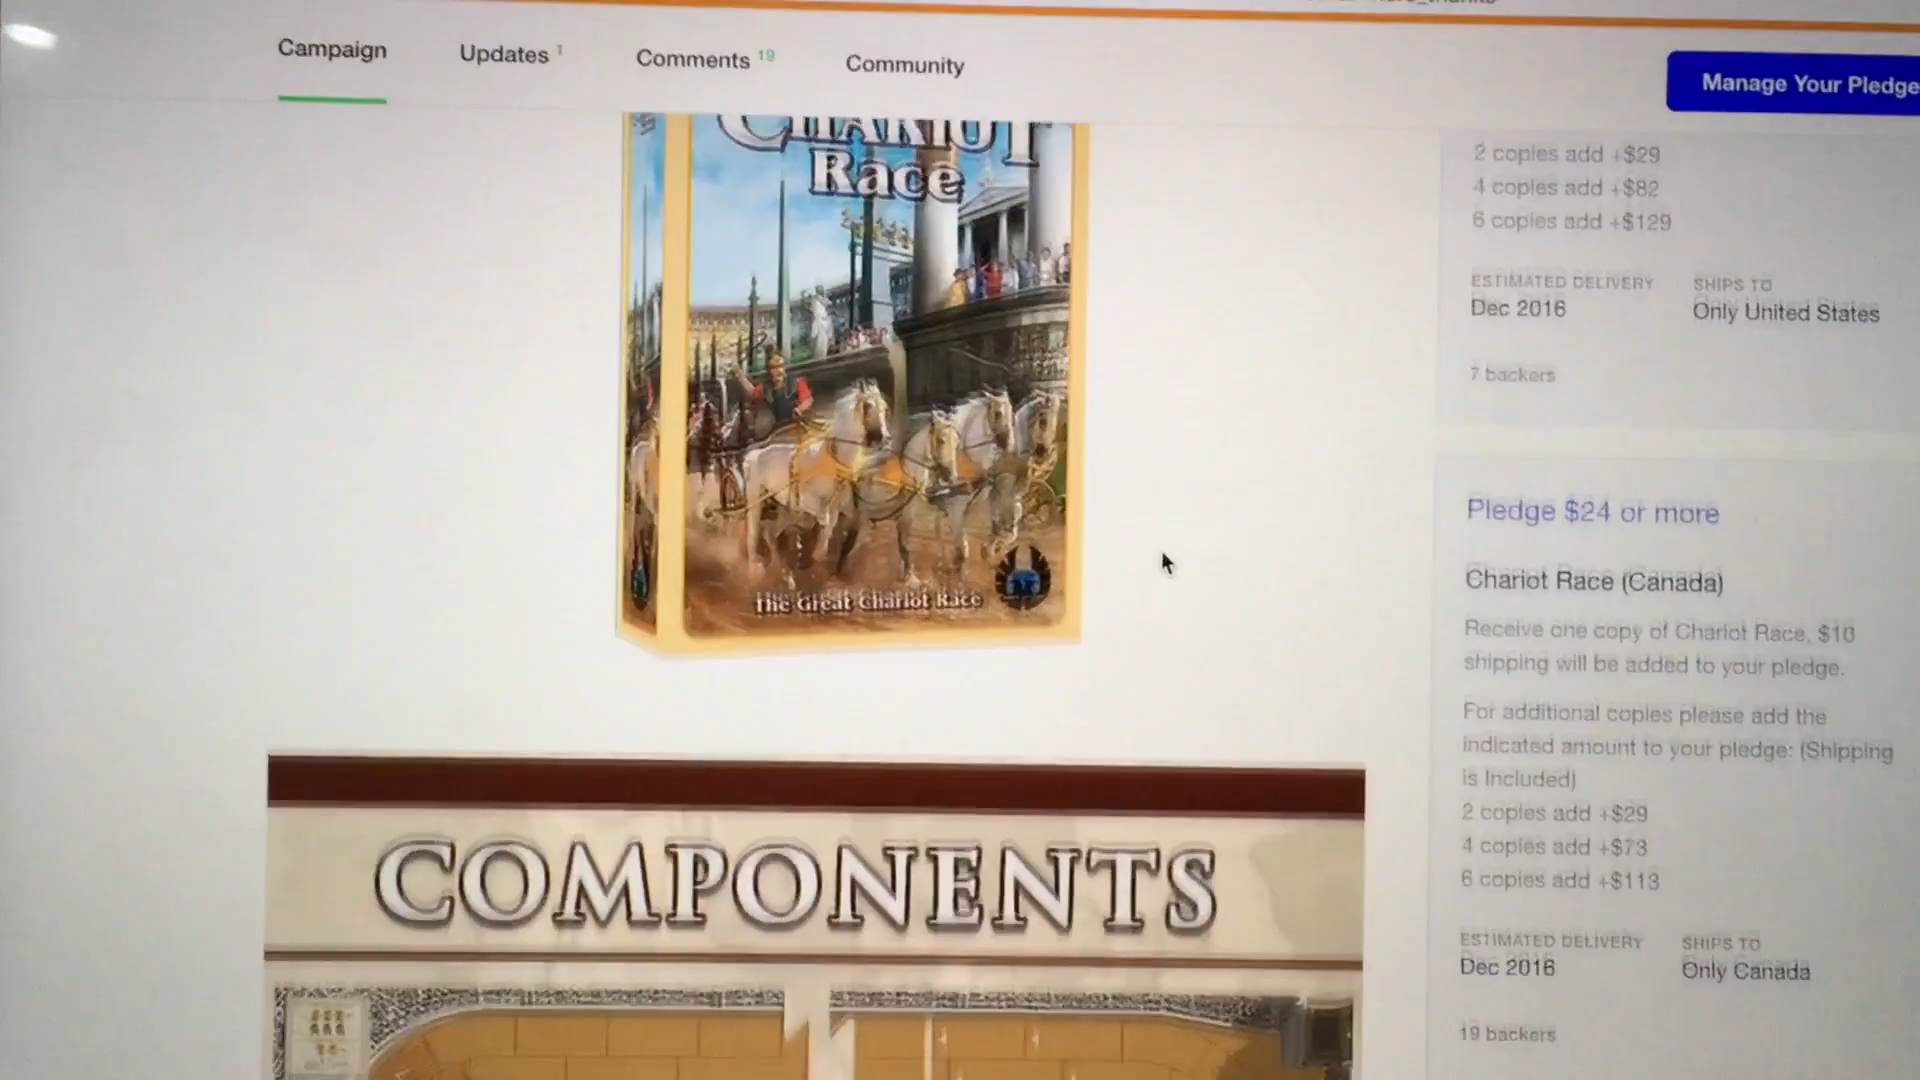 Campaign
Updates 1
Comments 19
Community
Manage Your Pledge
CHARIOT
Race
The Great Chariot Race
2 copies add +$29
4 copies add +$82
6 copies add +$129
ESTIMATED DELIVERY
SHIPS TO
Dec 2016
Only United States
7 backers
Pledge $24 or more
Chariot Race (Canada)
Receive one copy of Chariot Race, $10
shipping will be added to your pledge.
For additional copies please add the
indicated amount to your pledge: (Shipping
is Included)
2 copies add +$29
4 copies add +$73
6 copies add +$113
ESTIMATED DELIVERY
SHIPS TO
Dec 2016
Only Canada
19 backers
COMPONENTS